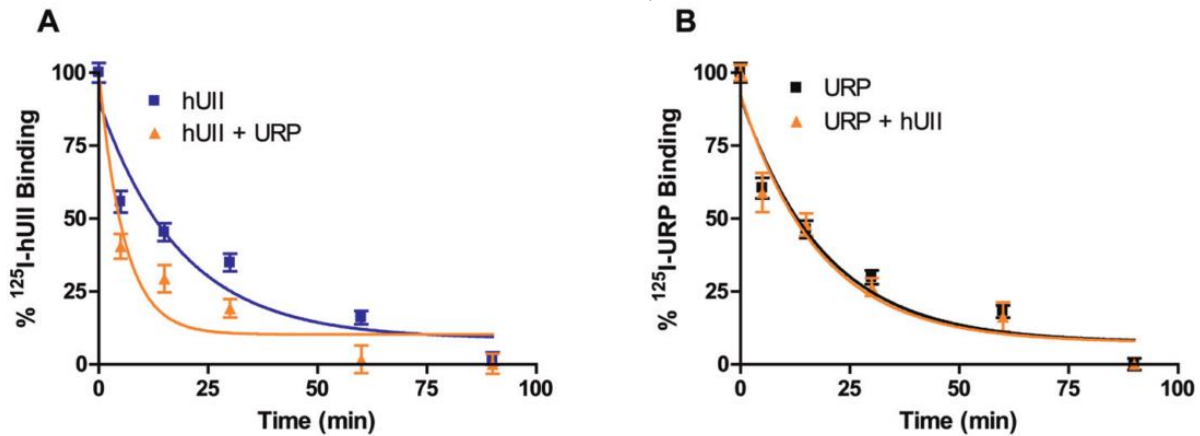 A
100
75
50
25
0
% ¹²⁵I-hUII Binding
hUII
hUII + URP
0 25 50 75 100
Time (min)
B
100
75
50
25
0
% ¹²⁵I-URP Binding
URP
URP + hUII
0 25 50 75 100
Time (min)